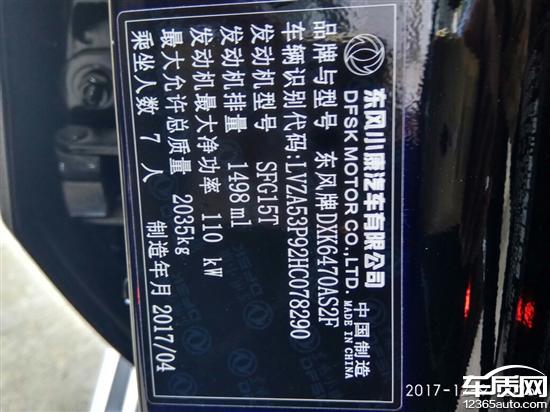 东风小康汽车有限公司
DFSK MOTOR CO.,LTD.
中国制造
MADE IN CHINA
品牌与型号 东风牌DXK6470AS2F
车辆识别代码:LVZA53P92HC078290
发动机型号 SFG15T
发动机排量 1498ml
发动机最大净功率 110 kW
最大允许总质量 2035kg
乘坐人数 7 人 制造年月 2017/04
车质网
12365auto.com